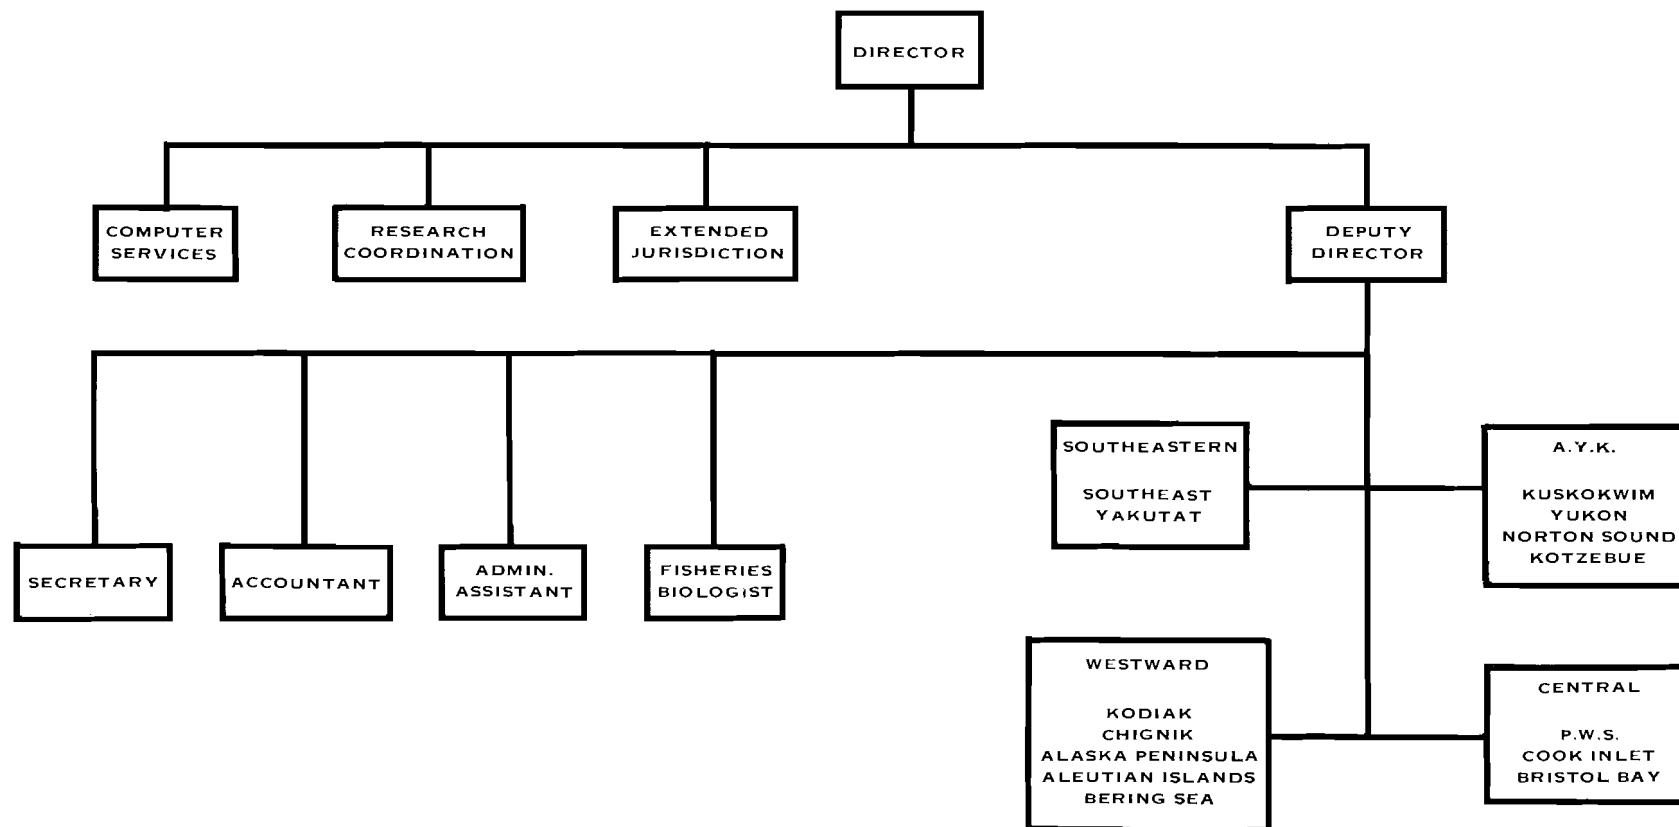 DIRECTOR
COMPUTER
SERVICES
RESEARCH
COORDINATION
EXTENDED
JURISDICTION
DEPUTY
DIRECTOR
SECRETARY
ACCOUNTANT
ADMIN.
ASSISTANT
FISHERIES
BIOLOGIST
SOUTHEASTERN
SOUTHEAST
YAKUTAT
A.Y.K.
KUSKOKWIM
YUKON
NORTON SOUND
KOTZEBUE
WESTWARD
KODIAK
CHIGNIK
ALASKA PENINSULA
ALEUTIAN ISLANDS
BERING SEA
CENTRAL
P.W.S.
COOK INLET
BRISTOL BAY